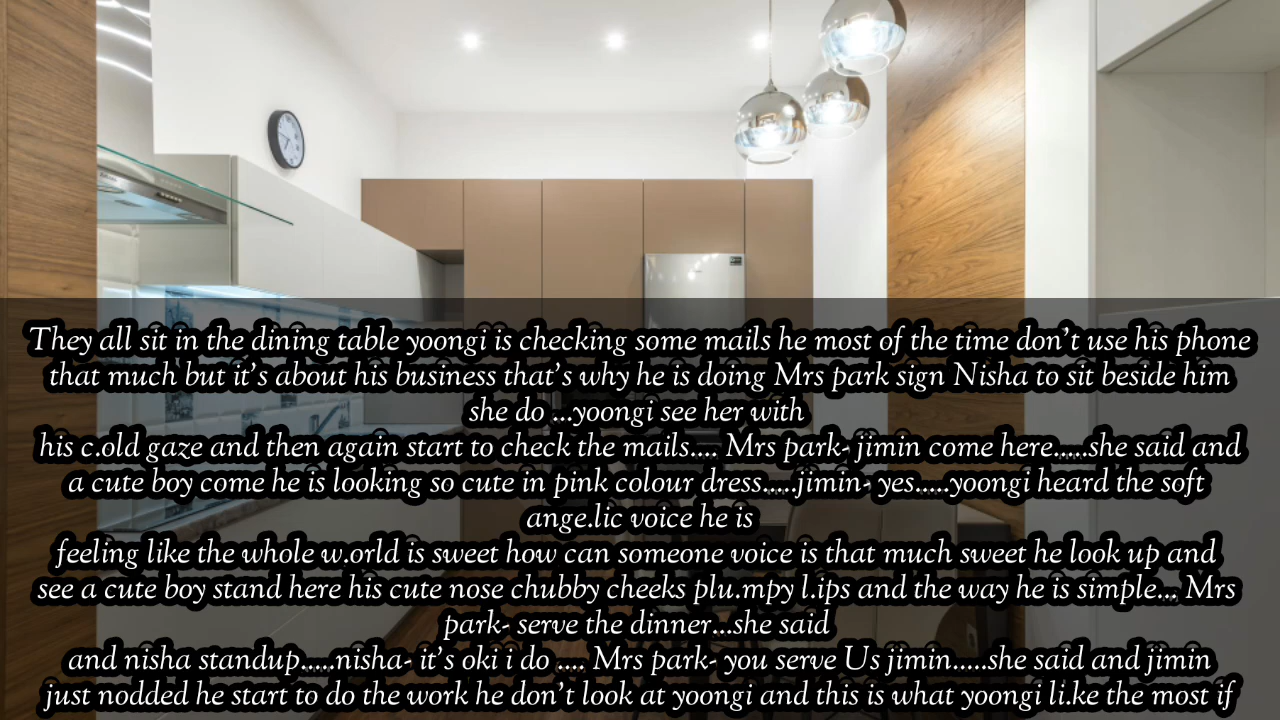 They all sit in the dining table yoongi is checking some mails he most of the time don't use his phone
that much but it's about his business that's why he is doing Mrs park sign Nisha to sit beside him
she do ...yoongi see her with
his c.old gaze and then again start to check the mails.... Mrs park- jimin come here.....she said and
a cute boy come he is looking so cute in pink colour dress.....jimin- yes.....yoongi heard the soft
ange.lic voice he is
feeling like the whole w.orld is sweet how can someone voice is that much sweet he look up and
see a cute boy stand here his cute nose chubby cheeks plu.mpy l.ips and the way he is simple... Mrs
park- serve the dinner...she said
and nisha standup.....nisha- it's oki i do .... Mrs park- you serve Us jimin.....she said and jimin
just nodded he start to do the work he don't look at yoongi and this is what yoongi li.ke the most if